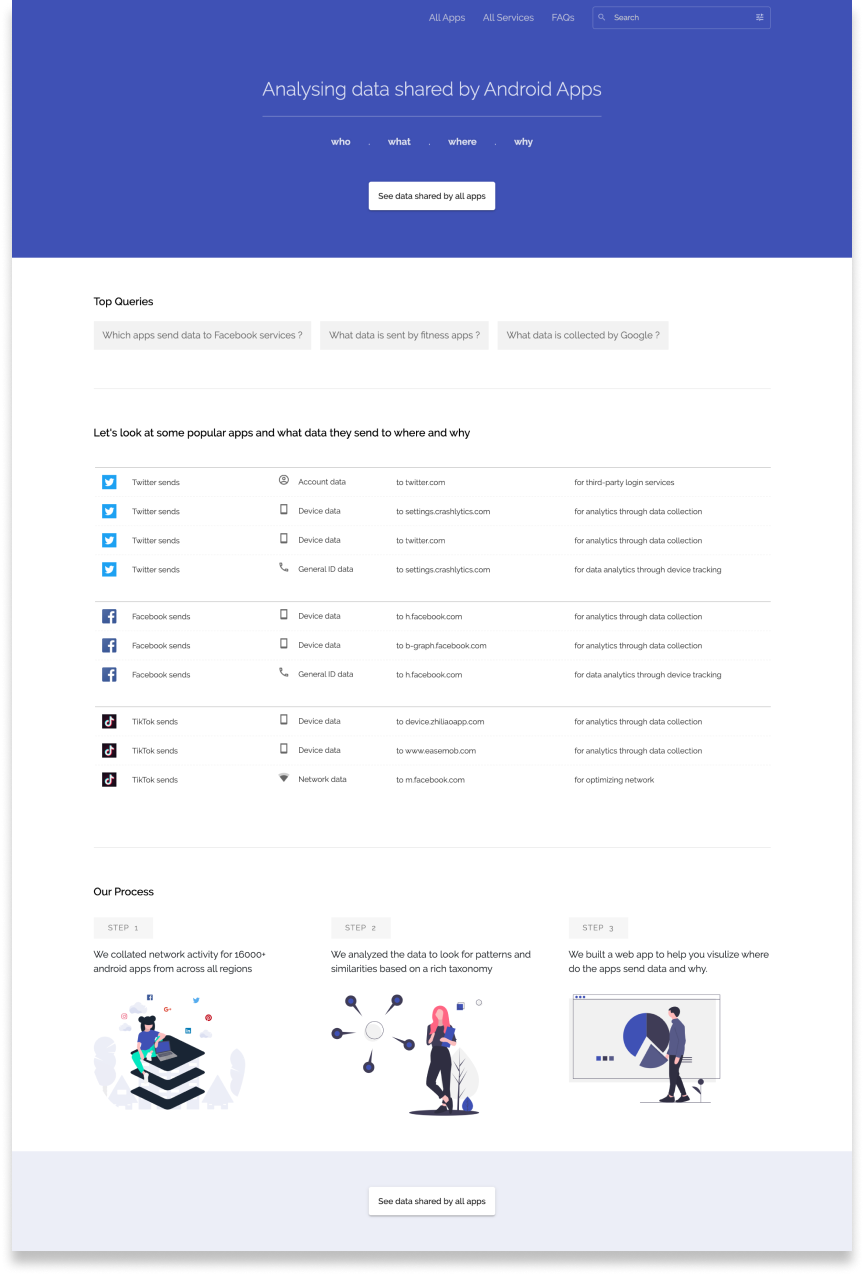 All Apps All Services FAQs Search
Analysing data shared by Android Apps
who . what . where . why
See data shared by all apps
Top Queries
Which apps send data to Facebook services ? What data is sent by fitness apps ? What data is collected by Google ?
Let's look at some popular apps and what data they send to where and why
Twitter sends Account data to twitter.com for third-party login services
Twitter sends Device data to settings.crashlytics.com for analytics through data collection
Twitter sends Device data to twitter.com for analytics through data collection
Twitter sends General ID data to settings.crashlytics.com for data analytics through device tracking
Facebook sends Device data to h.facebook.com for analytics through data collection
Facebook sends Device data to b-graph.facebook.com for analytics through data collection
Facebook sends General ID data to h.facebook.com for data analytics through device tracking
TikTok sends Device data to device.zhiliaoapp.com for analytics through data collection
TikTok sends Device data to www.easemob.com for analytics through data collection
TikTok sends Network data to m.facebook.com for optimizing network
Our Process
STEP 1
We collated network activity for 16000+
android apps from across all regions
STEP 2
We analyzed the data to look for patterns and
similarities based on a rich taxonomy
STEP 3
We built a web app to help you visulize where
do the apps send data and why.
See data shared by all apps